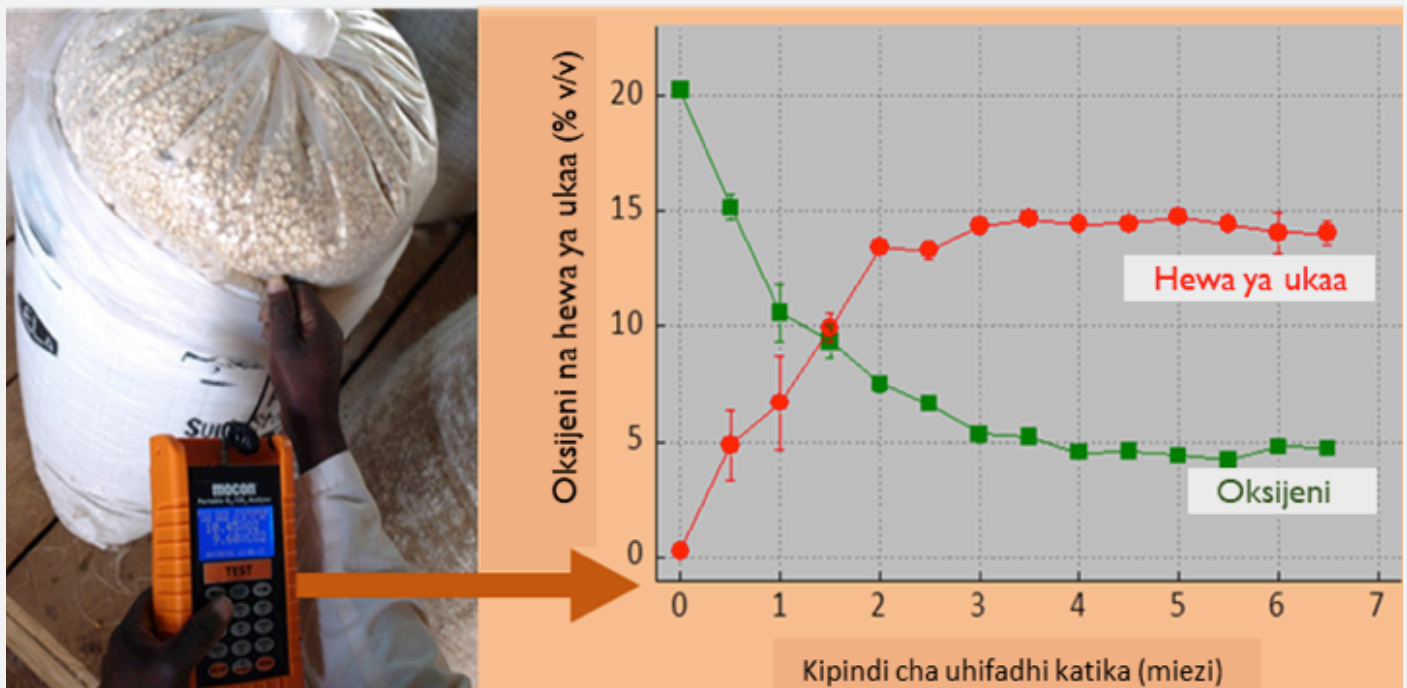 mocon
TEST
Oksijeni na hewa ya ukaa (% v/v)
20
15
10
5
0
Hewa ya ukaa
Oksijeni
0 1 2 3 4 5 6 7
Kipindi cha uhifadhi katika (miezi)